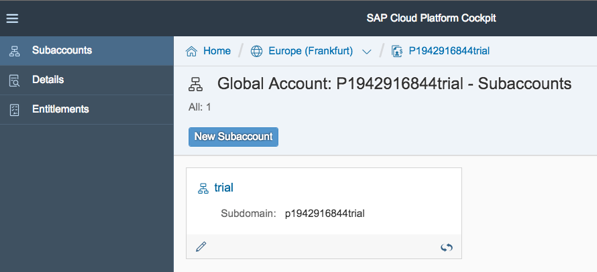 SAP Cloud Platform Cockpit
Subaccounts
Home / Europe (Frankfurt) / P1942916844trial
Details
Global Account: P1942916844trial - Subaccounts
Entitlements
All: 1
New Subaccount
trial
Subdomain: p1942916844trial